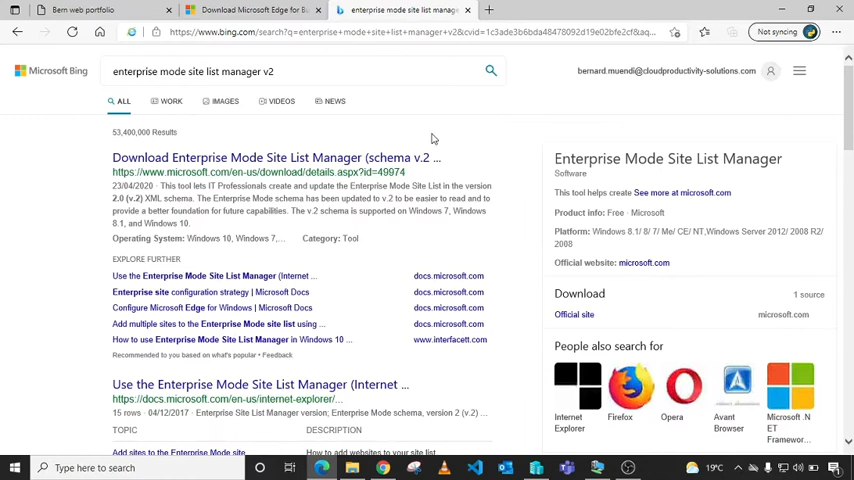 Bern web portfolio
Download Microsoft Edge for Bu
enterprise mode site list manage
https://www.bing.com/search?q=enterprise+mode+site+list+manager+v2&cvid=1c3ade3b6bda48478092d19e02bfe2cf&aq...
Not syncing
Microsoft Bing
enterprise mode site list manager v2
bernard.muendi@cloudproductivity-solutions.com
ALL
WORK
IMAGES
VIDEOS
NEWS
53,400,000 Results
Download Enterprise Mode Site List Manager (schema v.2 ...
https://www.microsoft.com/en-us/download/details.aspx?id=49974
23/04/2020 · This tool lets IT Professionals create and update the Enterprise Mode Site List in the version
2.0 (v.2) XML schema. The Enterprise Mode schema has been updated to v.2 to be easier to read and to
provide a better foundation for future capabilities. The v.2 schema is supported on Windows 7, Windows
8.1, and Windows 10.
Operating System: Windows 10, Windows 7,... Category: Tool
EXPLORE FURTHER
Use the Enterprise Mode Site List Manager (Internet ... docs.microsoft.com
Enterprise site configuration strategy | Microsoft Docs docs.microsoft.com
Configure Microsoft Edge for Windows | Microsoft Docs docs.microsoft.com
Add multiple sites to the Enterprise Mode site list using ... docs.microsoft.com
How to use Enterprise Mode Site List Manager in Windows 10 ... www.interfacett.com
Recommended to you based on what's popular • Feedback
Use the Enterprise Mode Site List Manager (Internet ...
https://docs.microsoft.com/en-us/internet-explorer/...
15 rows · 04/12/2017 · Enterprise Site List Manager version; Enterprise Mode schema, version 2 (v.2) ...
TOPIC DESCRIPTION
Add sites to the Enterprise Mode site How to add websites to your site list
Enterprise Mode Site List Manager
Software
This tool helps create See more at microsoft.com
Product info: Free · Microsoft
Platform: Windows 8.1/ 8/ 7/ Me/ CE/ NT,Windows Server 2012/ 2008 R2/
2008
Official website: microsoft.com
Download 1 source
Official site microsoft.com
People also search for
Internet
Explorer
Firefox
Opera
Avant
Browser
Microsoft .N
ET
Framewor...
Type here to search
19°C